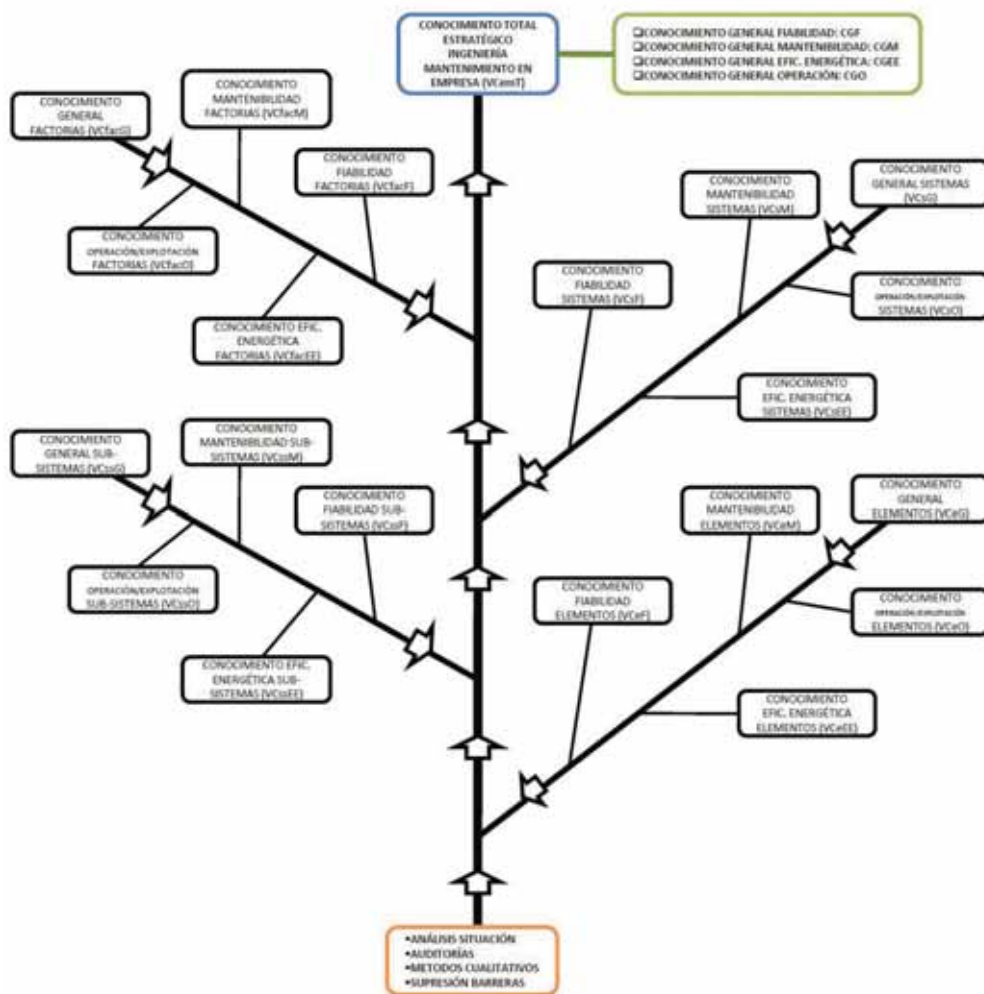 CONOCIMIENTO TOTAL
ESTRATÉGICO
INGENIERÍA
MANTENIMIENTO EN
EMPRESA (VCemT)
❑CONOCIMIENTO GENERAL FIABILIDAD: CGF
❑CONOCIMIENTO GENERAL MANTENIBILIDAD: CGM
❑CONOCIMIENTO GENERAL EFIC. ENERGÉTICA: CGEE
❑CONOCIMIENTO GENERAL OPERACIÓN: CGO
CONOCIMIENTO
GENERAL
FACTORIAS (VCfacG)
CONOCIMIENTO
MANTENIBILIDAD
FACTORIAS (VCfacM)
CONOCIMIENTO
FIABILIDAD
FACTORIAS (VCfacF)
CONOCIMIENTO
OPERACIÓN/EXPLOTACIÓN
FACTORIAS (VCfacO)
CONOCIMIENTO EFIC.
ENERGÉTICA
FACTORIAS (VCfacEE)
CONOCIMIENTO
MANTENIBILIDAD
SISTEMAS (VCsM)
CONOCIMIENTO
GENERAL SISTEMAS
(VCsG)
CONOCIMIENTO
FIABILIDAD
SISTEMAS (VCsF)
CONOCIMIENTO
OPERACIÓN/EXPLOTACIÓN
SISTEMAS (VCsO)
CONOCIMIENTO
EFIC. ENERGÉTICA
SISTEMAS (VCsEE)
CONOCIMIENTO
GENERAL SUB-
SISTEMAS (VCssG)
CONOCIMIENTO
MANTENIBILIDAD SUB-
SISTEMAS (VCssM)
CONOCIMIENTO
FIABILIDAD SUB-
SISTEMAS (VCssF)
CONOCIMIENTO
OPERACIÓN/EXPLOTACIÓN
SUB-SISTEMAS (VCssO)
CONOCIMIENTO EFIC.
ENERGÉTICA SUB-
SISTEMAS (VCssEE)
CONOCIMIENTO
MANTENIBILIDAD
ELEMENTOS (VCeM)
CONOCIMIENTO
GENERAL
ELEMENTOS (VCeG)
CONOCIMIENTO
FIABILIDAD
ELEMENTOS (VCeF)
CONOCIMIENTO
OPERACIÓN/EXPLOTACIÓN
ELEMENTOS (VCeO)
CONOCIMIENTO
EFIC. ENERGÉTICA
ELEMENTOS (VCeEE)
•ANÁLISIS SITUACIÓN
•AUDITORÍAS
•METODOS CUALITATIVOS
•SUPRESIÓN BARRERAS